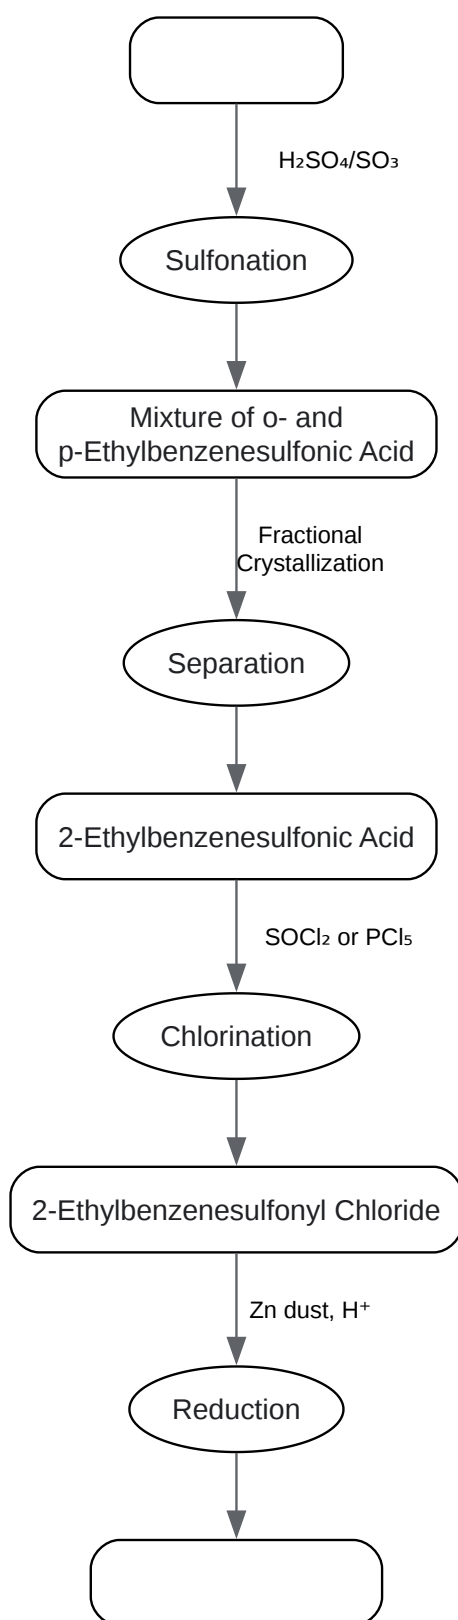 H₂SO₄/SO₃
Sulfonation
Mixture of o- and
p-Ethylbenzenesulfonic Acid
Fractional
Crystallization
Separation
2-Ethylbenzenesulfonic Acid
SOCl₂ or PCl₅
Chlorination
2-Ethylbenzenesulfonyl Chloride
Zn dust, H⁺
Reduction